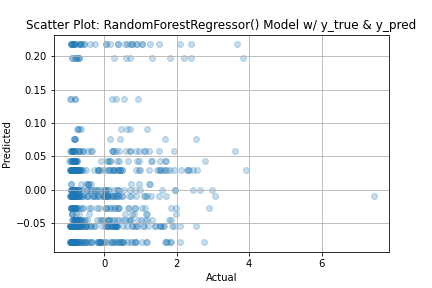 Scatter Plot: RandomForestRegressor() Model w/ y_true & y_pred
0.20
0.15
0.10
0.05
0.00
−0.05
Predicted
0 2 4 6
Actual